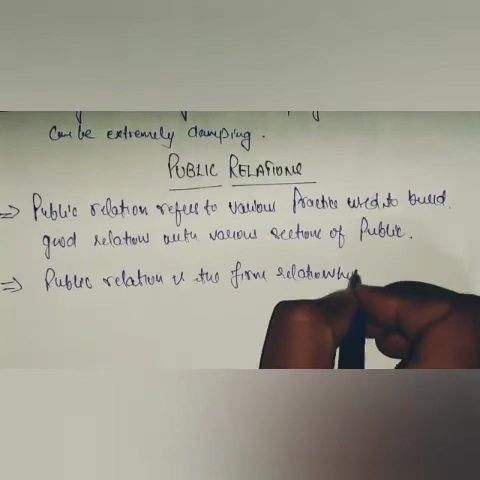 can be extremely damping.
PUBLIC RELATIONS
=> Public relation refers to various practice used to build
good relation with various sections of Public.
=> Public relation is the firm relationship